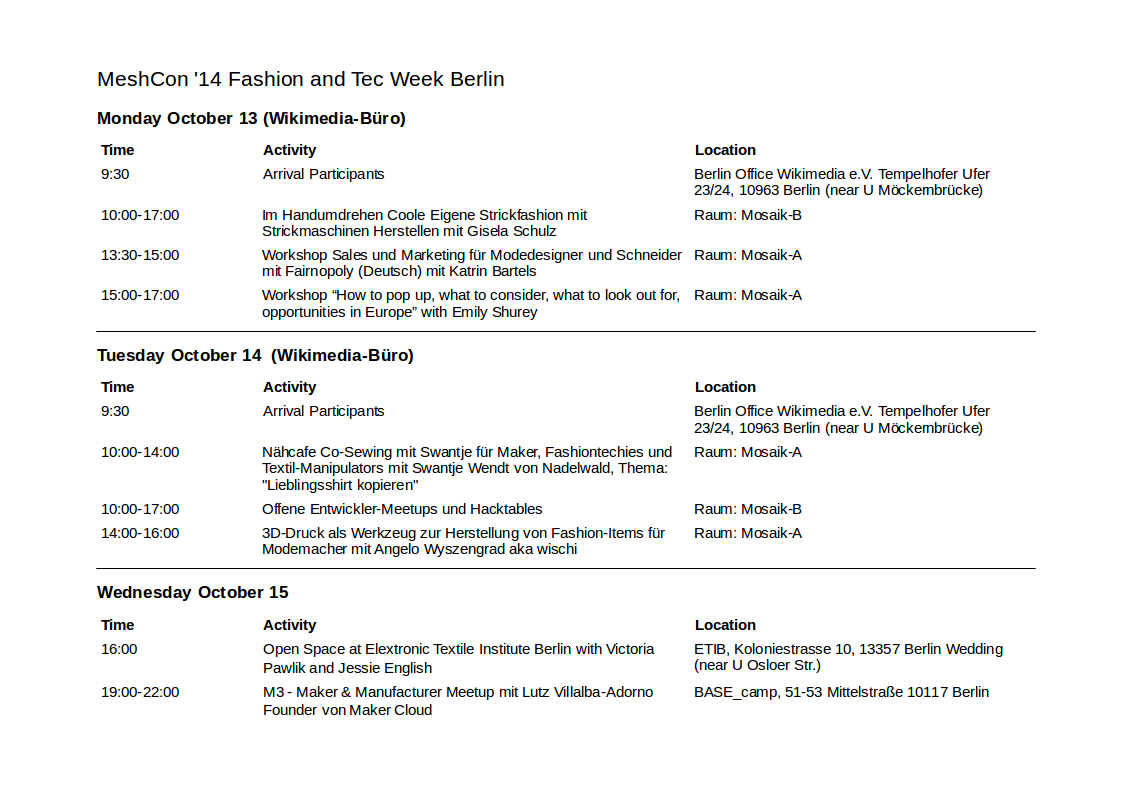 MeshCon '14 Fashion and Tec Week Berlin
Monday October 13 (Wikimedia-Büro)
Time Activity Location
9:30 Arrival Participants Berlin Office Wikimedia e.V. Tempelhofer Ufer
23/24, 10963 Berlin (near U Möckernbrücke)
10:00-17:00 Im Handumdrehen Coole Eigene Strickfashion mit Raum: Mosaik-B
Strickmaschinen Herstellen mit Gisela Schulz
13:30-15:00 Workshop Sales und Marketing für Modedesigner und Schneider Raum: Mosaik-A
mit Fairnopoly (Deutsch) mit Katrin Bartels
15:00-17:00 Workshop “How to pop up, what to consider, what to look out for, Raum: Mosaik-A
opportunities in Europe” with Emily Shurey
Tuesday October 14 (Wikimedia-Büro)
Time Activity Location
9:30 Arrival Participants Berlin Office Wikimedia e.V. Tempelhofer Ufer
23/24, 10963 Berlin (near U Möckernbrücke)
10:00-14:00 Nähcafe Co-Sewing mit Swantje für Maker, Fashiontechies und Raum: Mosaik-A
Textil-Manipulators mit Swantje Wendt von Nadelwald, Thema:
"Lieblingsshirt kopieren"
10:00-17:00 Offene Entwickler-Meetups und Hacktables Raum: Mosaik-B
14:00-16:00 3D-Druck als Werkzeug zur Herstellung von Fashion-Items für Raum: Mosaik-A
Modemacher mit Angelo Wyszengrad aka wischi
Wednesday October 15
Time Activity Location
16:00 Open Space at Elextronic Textile Institute Berlin with Victoria ETIB, Koloniestrasse 10, 13357 Berlin Wedding
Pawlik and Jessie English (near U Osloer Str.)
19:00-22:00 M3 - Maker & Manufacturer Meetup mit Lutz Villalba-Adorno BASE_camp, 51-53 Mittelstraße 10117 Berlin
Founder von Maker Cloud